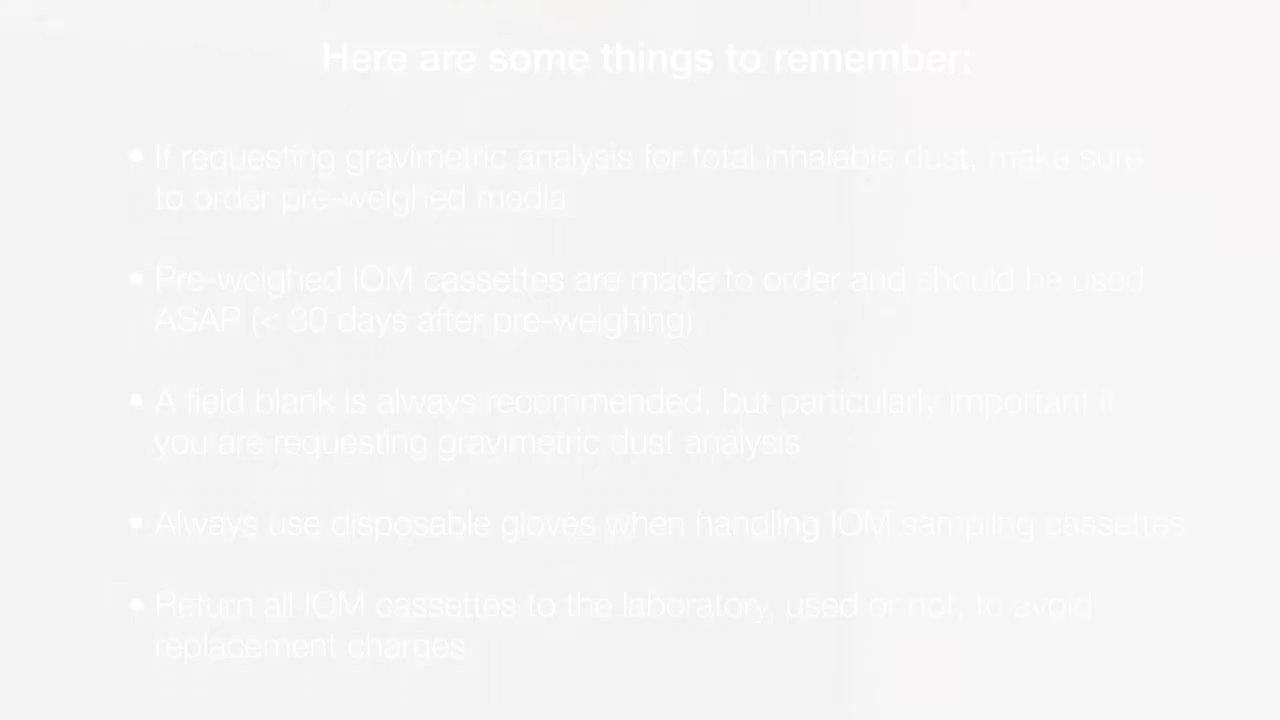 Here are some things to remember:
• If requesting gravimetric analysis for total inhalable dust, make sure
to order pre-weighed media
• Pre-weighed IOM cassettes are made to order and should be used
ASAP (< 30 days after pre-weighing)
• A field blank is always recommended, but particularly important if
you are requesting gravimetric dust analysis
• Always use disposable gloves when handling IOM sampling cassettes
• Return all IOM cassettes to the laboratory, used or not, to avoid
replacement charges